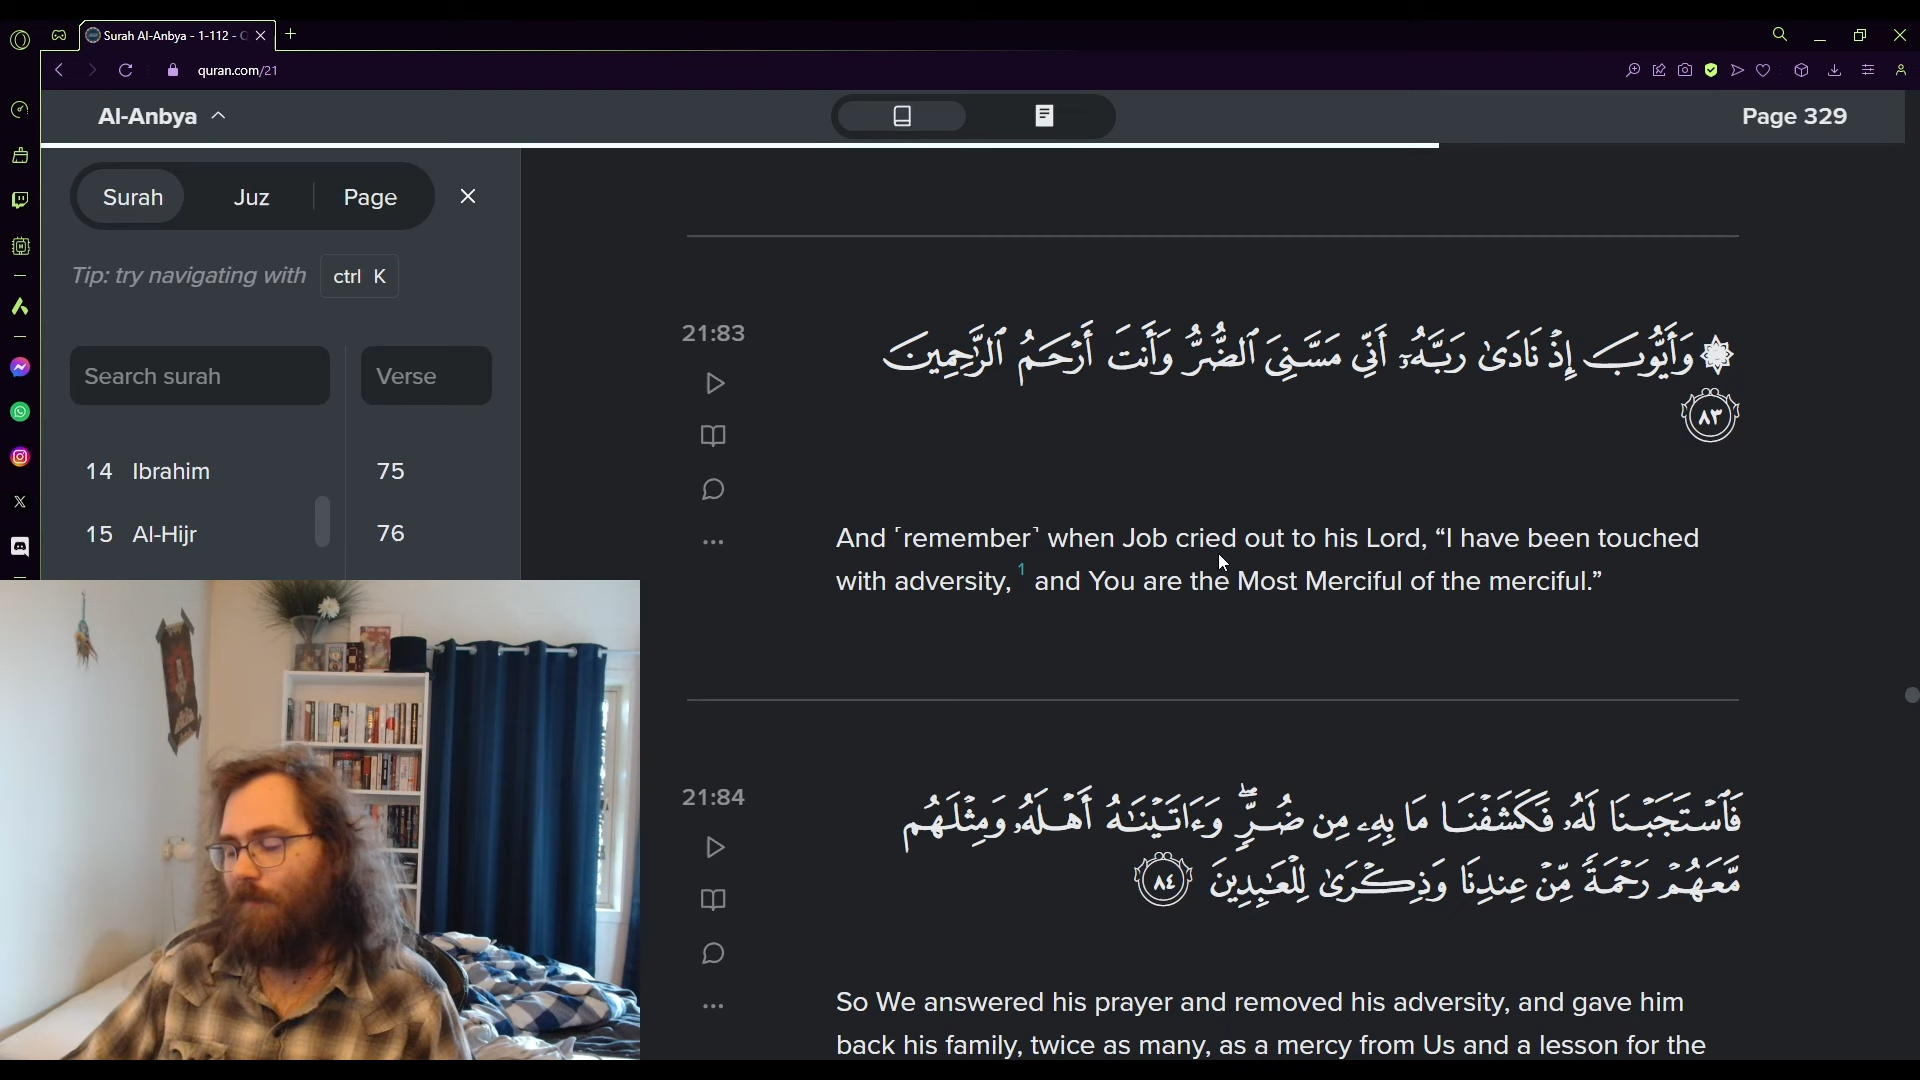 Surah Al-Anbya - 1-112 -
quran.com/21
Al-Anbya
Page 329
Surah
Juz
Page
Tip: try navigating with
ctrl K
Search surah
Verse
14 Ibrahim
75
15 Al-Hijr
76
21:83
۞ وَأَيُّوبَ إِذْ نَادَىٰ رَبَّهُۥٓ أَنِّى مَسَّنِىَ ٱلضُّرُّ وَأَنتَ أَرْحَمُ ٱلرَّٰحِمِينَ
٨٣
And ˹remember˺ when Job cried out to his Lord, “I have been touched
with adversity, 1 and You are the Most Merciful of the merciful.”
21:84
فَٱسْتَجَبْنَا لَهُۥ فَكَشَفْنَا مَا بِهِۦ مِن ضُرٍّۢ ۖ وَءَاتَيْنَٰهُ أَهْلَهُۥ وَمِثْلَهُم
مَّعَهُمْ رَحْمَةًۭ مِّنْ عِندِنَا وَذِكْرَىٰ لِلْعَٰبِدِينَ ٨٤
So We answered his prayer and removed his adversity, and gave him
back his family, twice as many, as a mercy from Us and a lesson for the